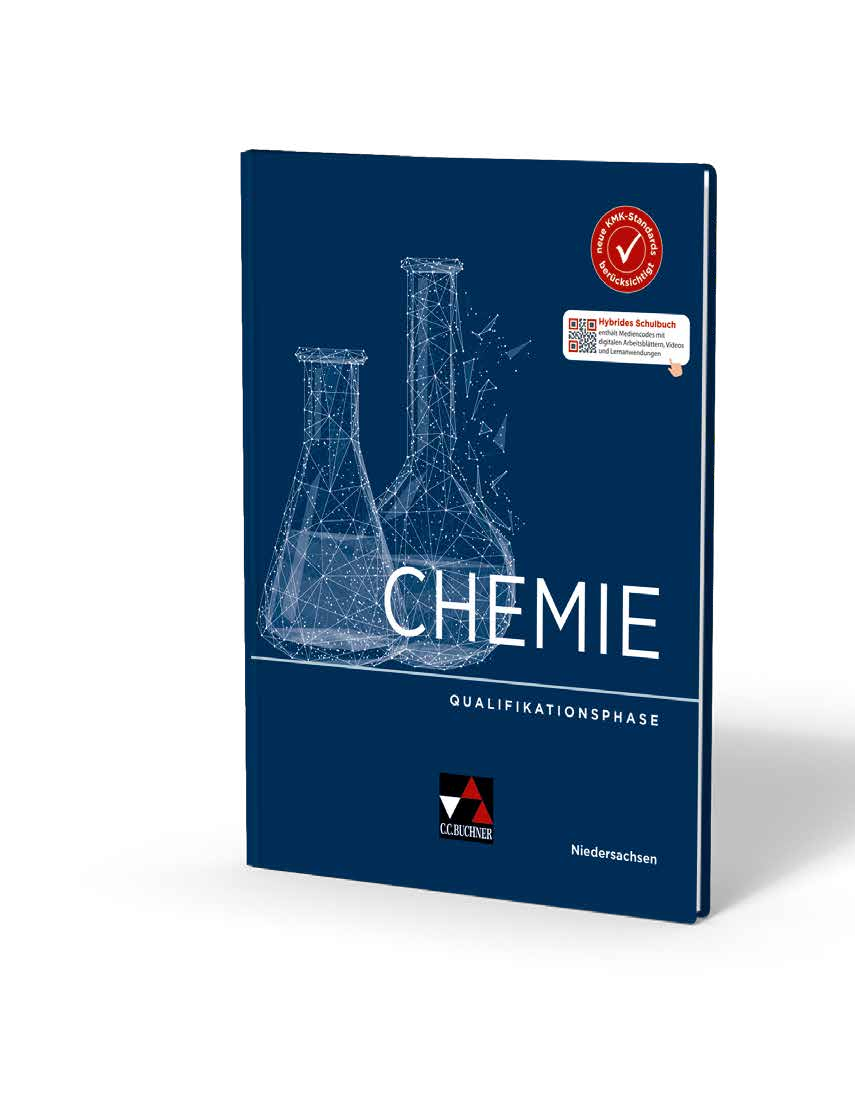 neue KMK-Standards
berücksichtigt
Hybrides Schulbuch
enthält Mediencodes mit
digitalen Arbeitsblättern, Videos
und Lernanwendungen
CHEMIE
QUALIFIKATIONSPHASE
C.C.BUCHNER
Niedersachsen